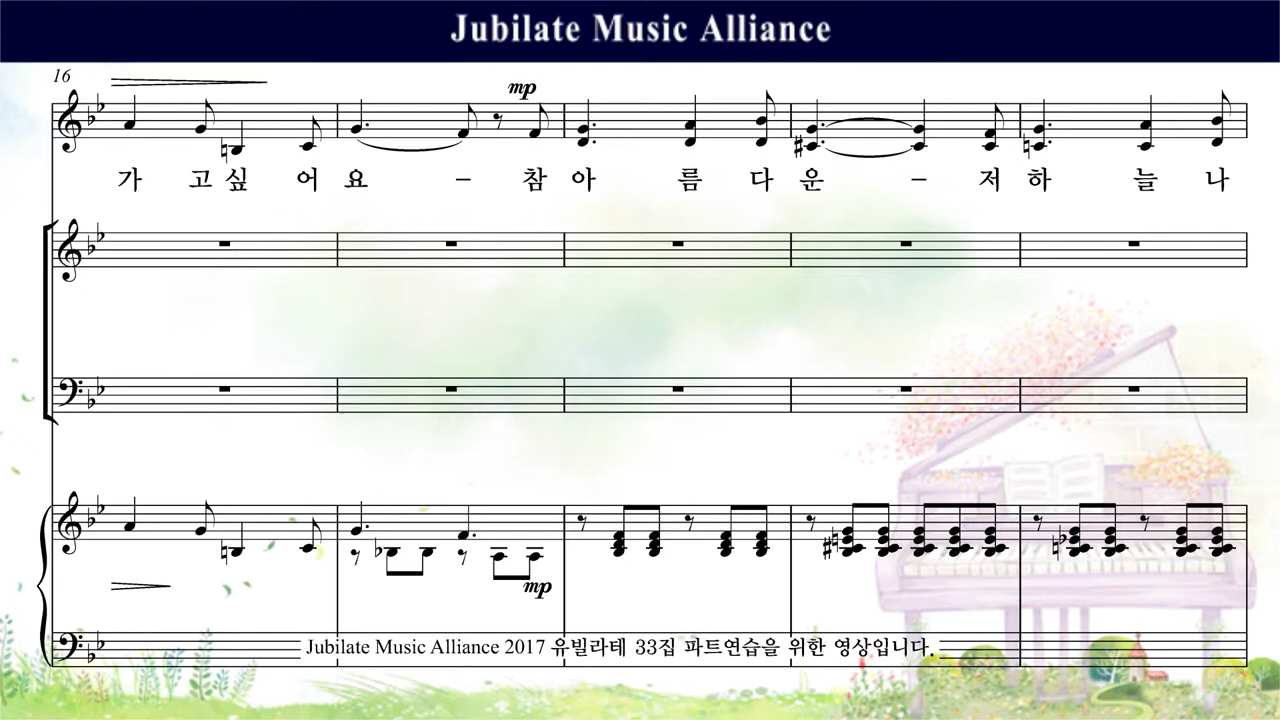 Jubilate Music Alliance
16
mp
가 고 싶 어 요 – 참 아 름 다 운 – 저 하 늘 나
mp
Jubilate Music Alliance 2017 유빌라테 33집 파트연습을 위한 영상입니다.